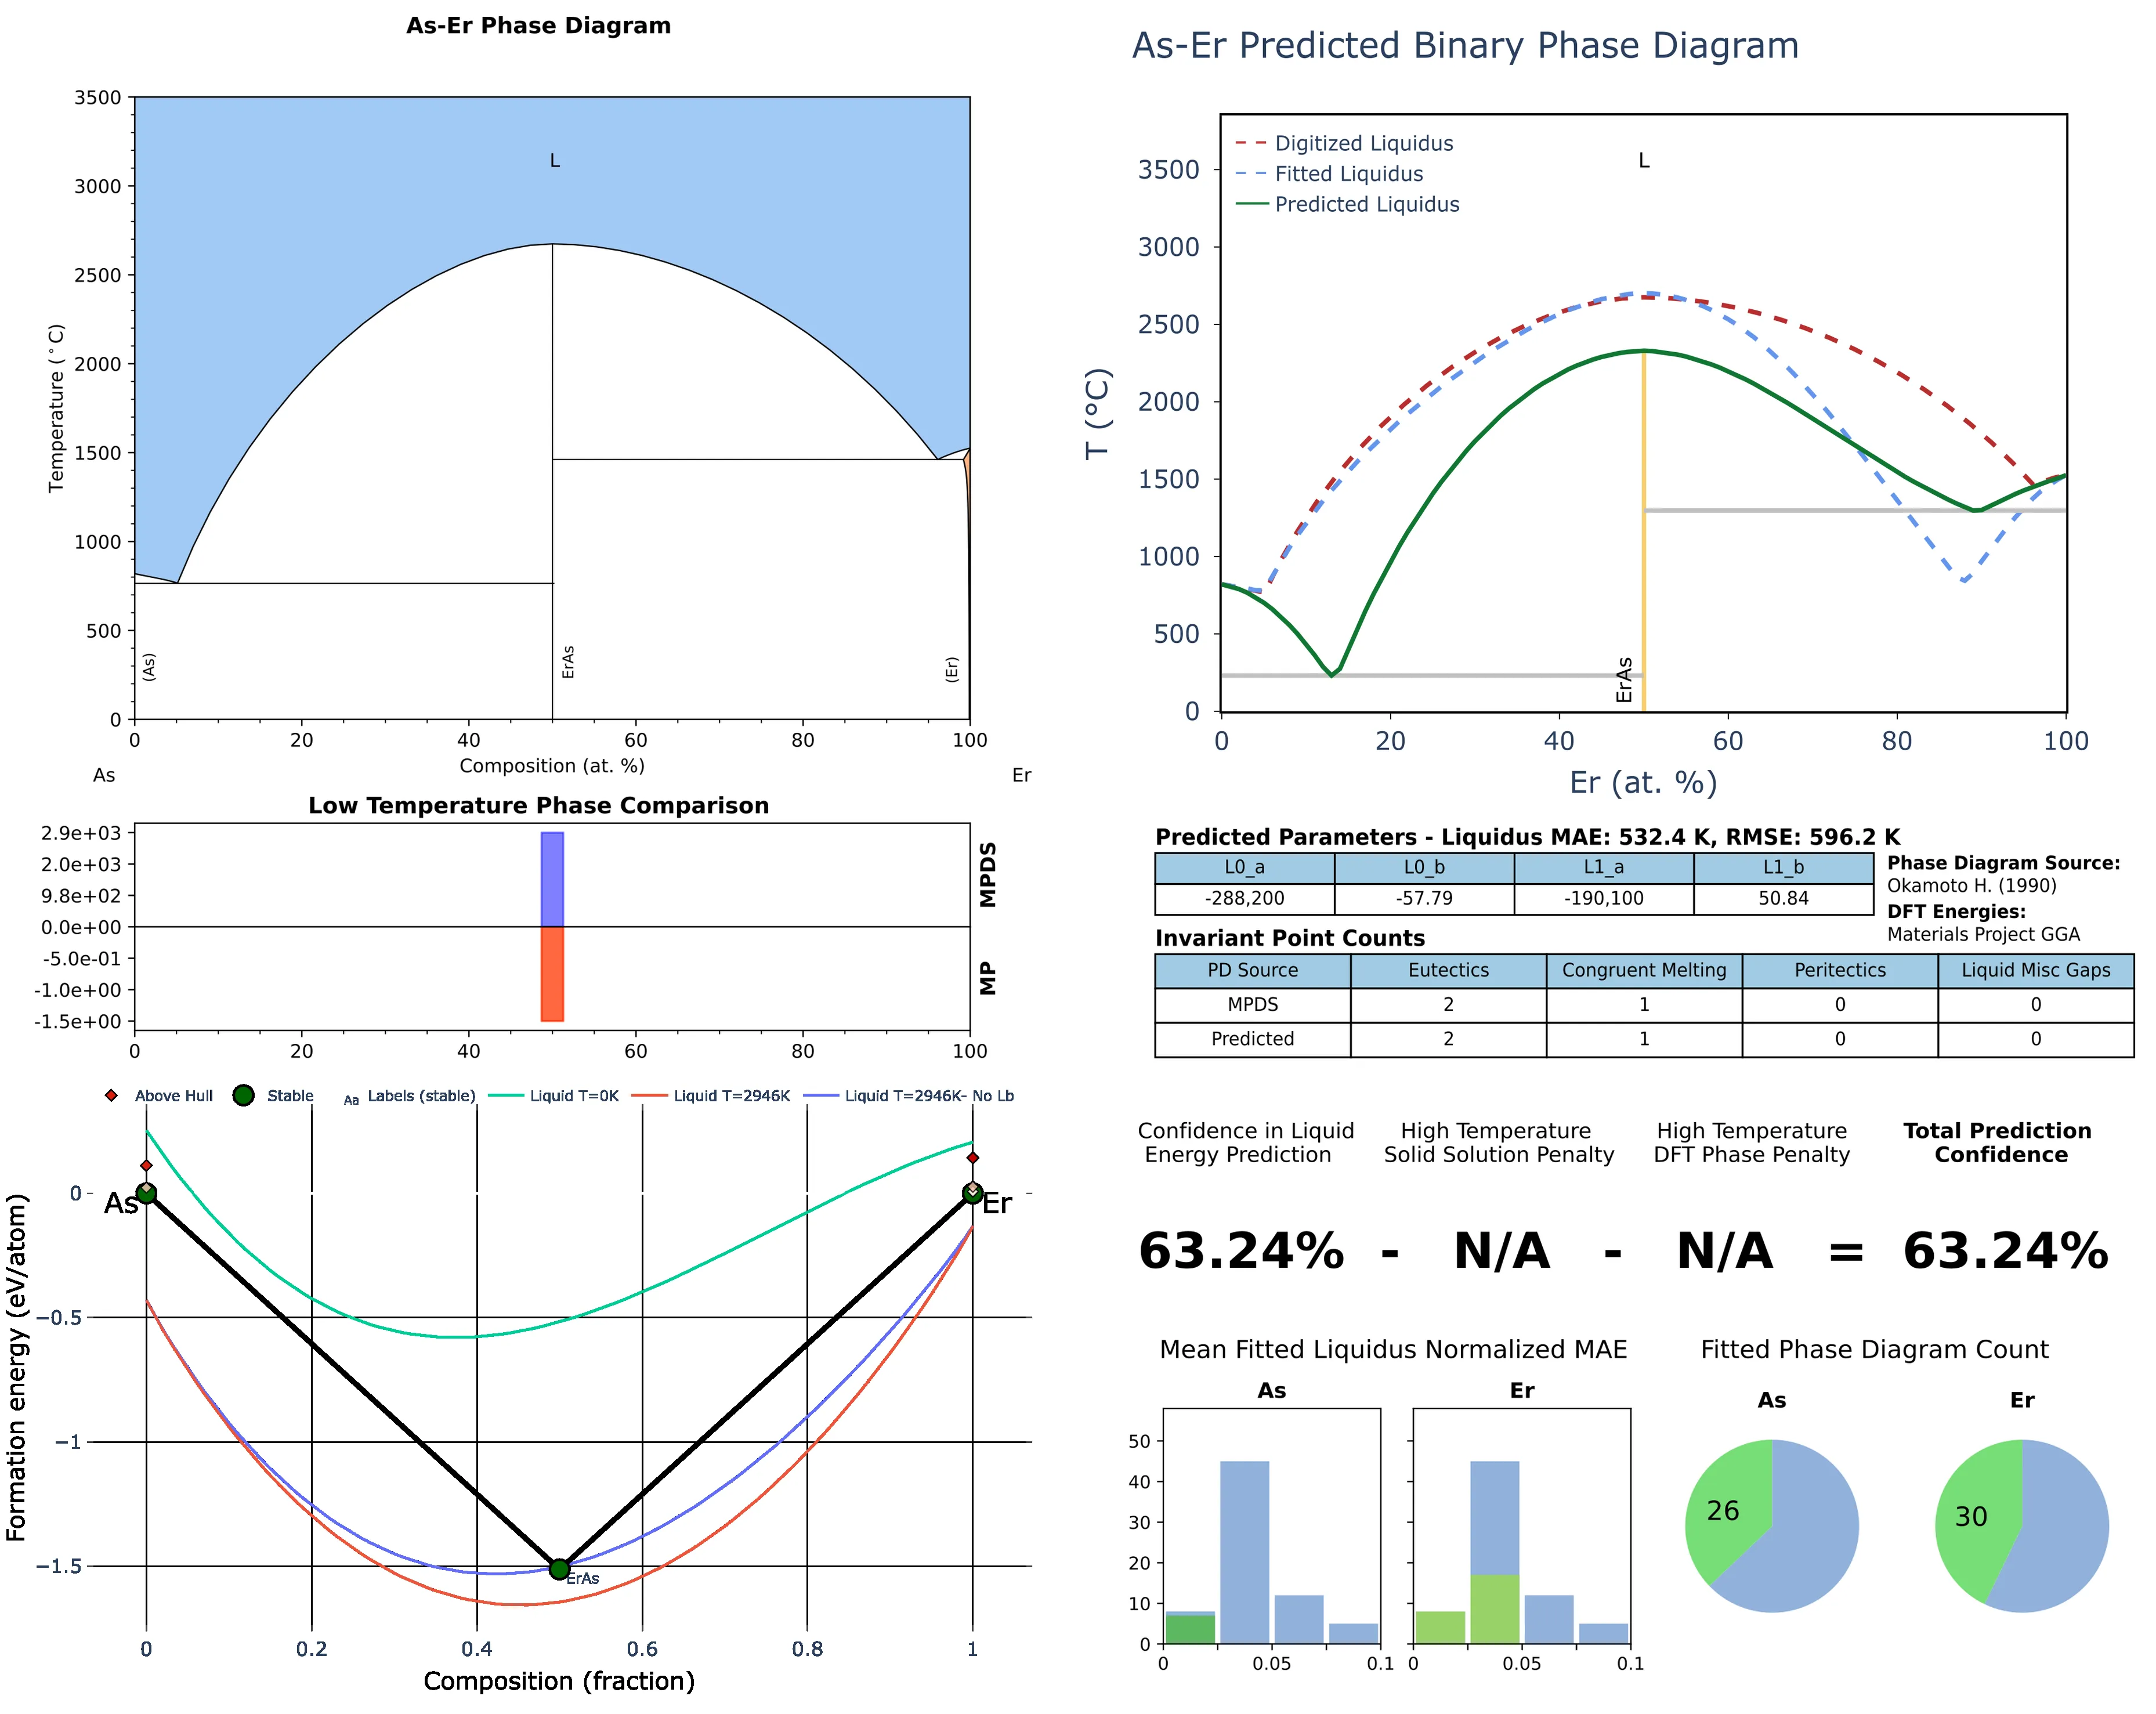 As-Er Phase Diagram
3500
3000
2500
2000
1500
1000
500
0
Temperature (°C)
L
(As)
ErAs
(Er)
0 20 40 60 80 100
Composition (at. %)
As Er
Low Temperature Phase Comparison
2.9e+03
2.0e+03
9.8e+02
0.0e+00
-5.0e-01
-1.0e+00
-1.5e+00
MPDS
MP
0 20 40 60 80 100
Above Hull Stable Aa Labels (stable) Liquid T=0K Liquid T=2946K Liquid T=2946K- No Lb
0
−0.5
−1
−1.5
Formation energy (eV/atom)
As
Er
ErAs
0 0.2 0.4 0.6 0.8 1
Composition (fraction)
As-Er Predicted Binary Phase Diagram
Digitized Liquidus
Fitted Liquidus
Predicted Liquidus
L
3500
3000
2500
2000
1500
1000
500
0
T (°C)
ErAs
0 20 40 60 80 100
Er (at. %)
Predicted Parameters - Liquidus MAE: 532.4 K, RMSE: 596.2 K
L0_a L0_b L1_a L1_b
-288,200 -57.79 -190,100 50.84
Phase Diagram Source:
Okamoto H. (1990)
DFT Energies:
Materials Project GGA
Invariant Point Counts
PD Source Eutectics Congruent Melting Peritectics Liquid Misc Gaps
MPDS 2 1 0 0
Predicted 2 1 0 0
Confidence in Liquid
Energy Prediction
High Temperature
Solid Solution Penalty
High Temperature
DFT Phase Penalty
Total Prediction
Confidence
63.24% - N/A - N/A = 63.24%
Mean Fitted Liquidus Normalized MAE
As Er
50
40
30
20
10
0
0 0.05 0.1 0 0.05 0.1
Fitted Phase Diagram Count
As Er
26 30